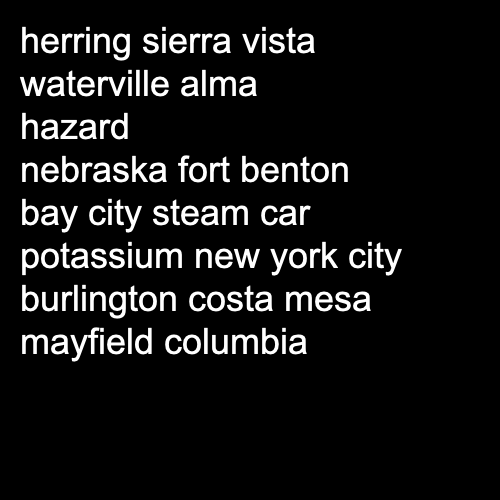 herring sierra vista
waterville alma
hazard
nebraska fort benton
bay city steam car
potassium new york city
burlington costa mesa
mayfield columbia